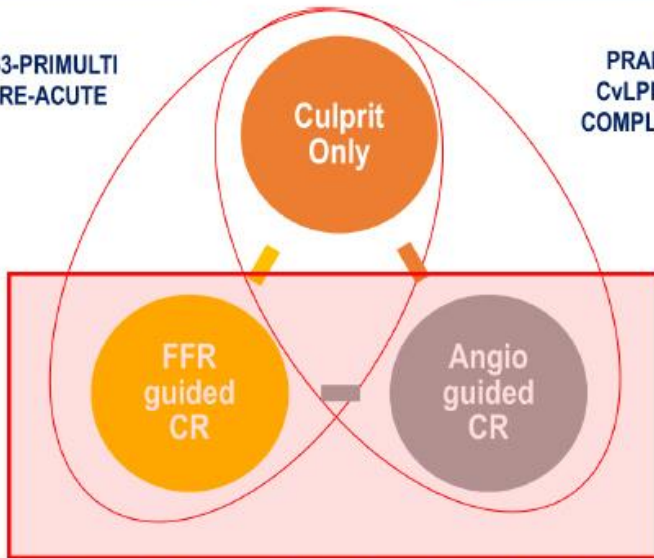 3-PRIMULTI
RE-ACUTE
PRA
CvLP
COMPL
Culprit
Only
FFR
guided
CR
Angio
guided
CR